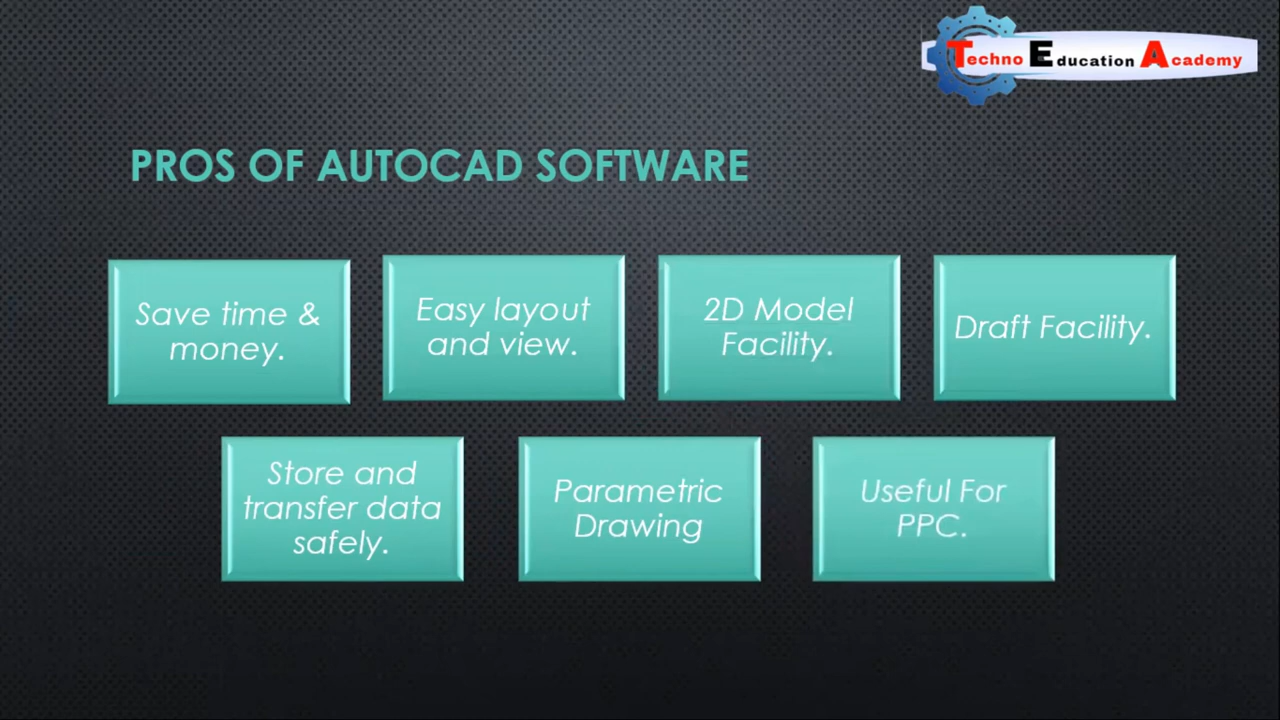 Techno Education Academy
PROS OF AUTOCAD SOFTWARE
Save time &
money.
Easy layout
and view.
2D Model
Facility.
Draft Facility.
Store and
transfer data
safely.
Parametric
Drawing
Useful For
PPC.